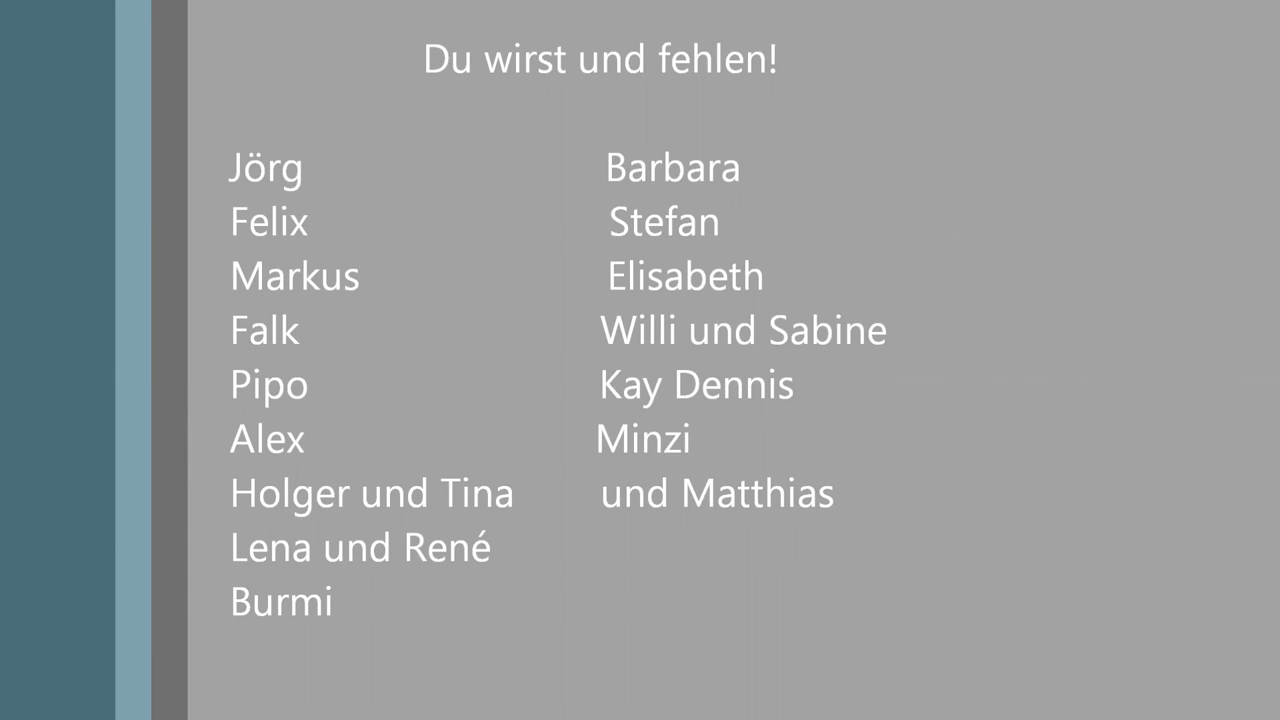 Du wirst und fehlen!
Jörg
Felix
Markus
Falk
Pipo
Alex
Holger und Tina
Lena und René
Burmi
Barbara
Stefan
Elisabeth
Willi und Sabine
Kay Dennis
Minzi
und Matthias